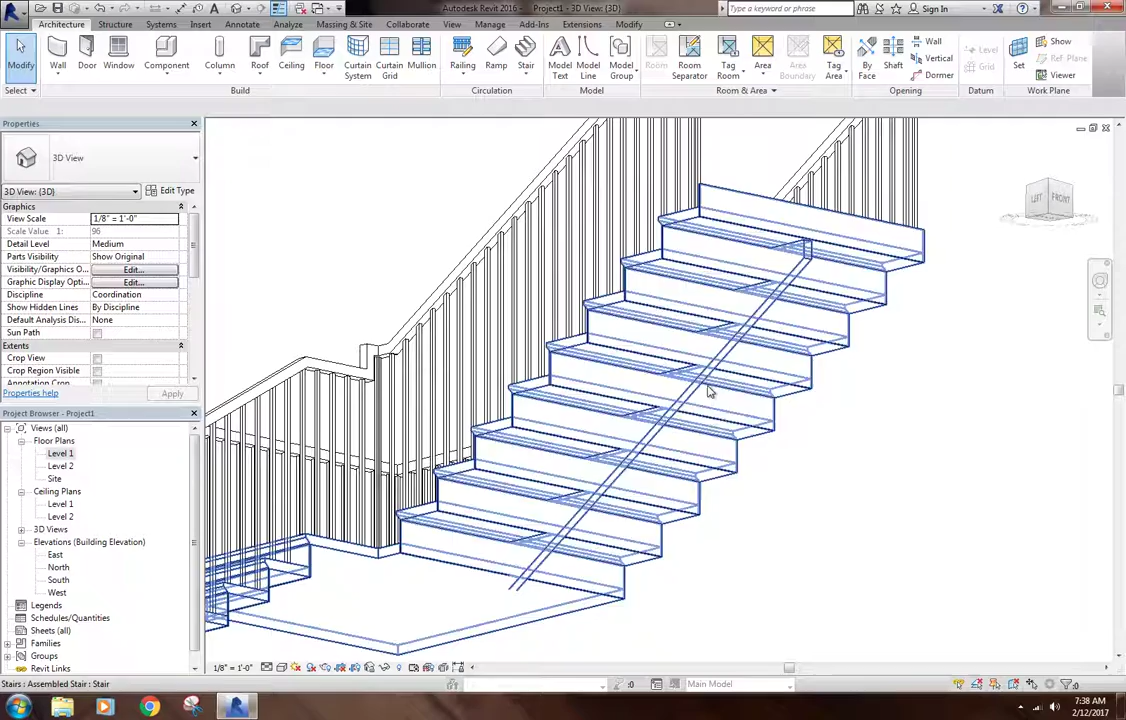 Autodesk Revit 2016 - Project1 - 3D View: {3D}
Type a keyword or phrase
Sign In
Architecture Structure Systems Insert Annotate Analyze Massing & Site Collaborate View Manage Add-Ins Extensions Modify
Modify Wall Door Window Component Column Roof Ceiling Floor Curtain System Curtain Grid Mullion Railing Ramp Stair Model Text Model Line Model Group Room Room Separator Tag Room Area Area Boundary Tag Area By Face Shaft Wall Vertical Dormer Level Grid Set Show Ref Plane Viewer
Select Build Circulation Model Room & Area Opening Datum Work Plane
Properties
3D View
3D View: {3D}
Edit Type
Graphics
View Scale 1/8" = 1'-0"
Scale Value 1: 96
Detail Level Medium
Parts Visibility Show Original
Visibility/Graphics O... Edit...
Graphic Display Opti... Edit...
Discipline Coordination
Show Hidden Lines By Discipline
Default Analysis Dis... None
Sun Path
Extents
Crop View
Crop Region Visible
Annotation Crop
Properties help
Apply
Project Browser - Project1
Views (all)
Floor Plans
Level 1
Level 2
Site
Ceiling Plans
Level 1
Level 2
3D Views
Elevations (Building Elevation)
East
North
South
West
Legends
Schedules/Quantities
Sheets (all)
Families
Groups
Revit Links
LEFT FRONT
1/8" = 1'-0"
Stairs : Assembled Stair : Stair
:0
Main Model
:0
7:38 AM
2/12/2017